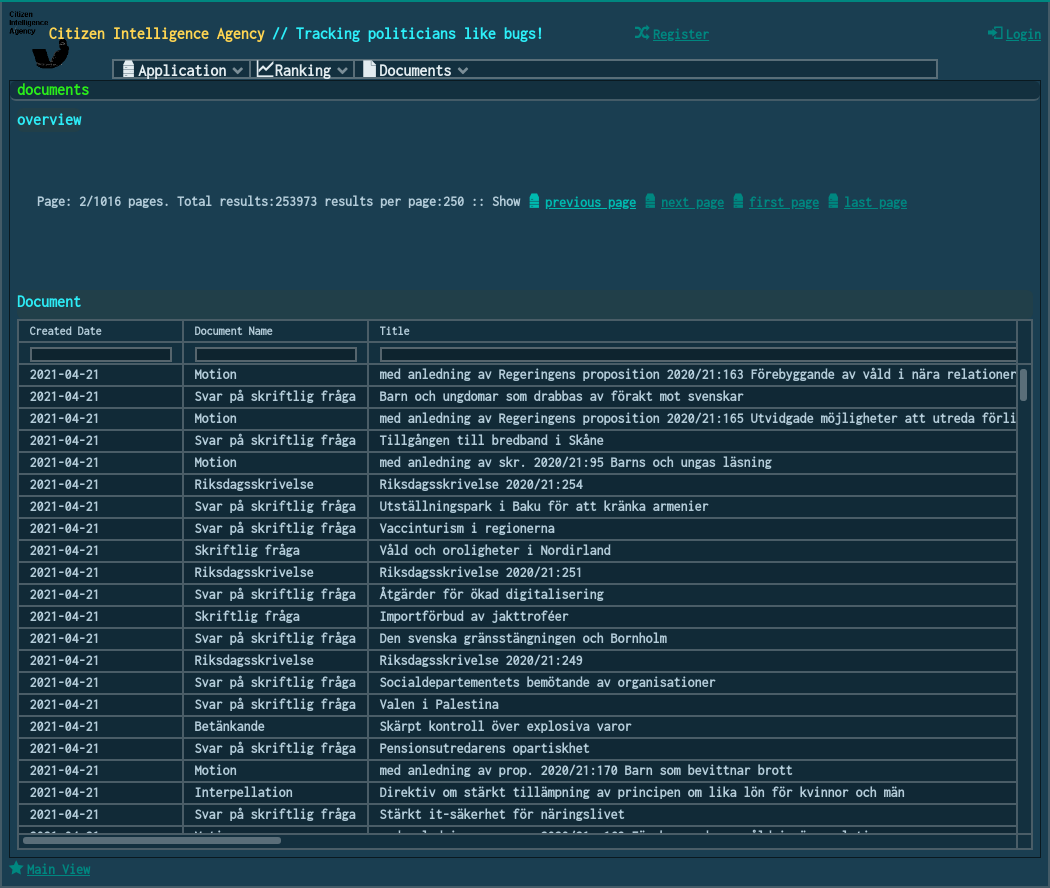 Citizen
Intelligence
Agency
Citizen Intelligence Agency // Tracking politicians like bugs!
Register
Login
Application Ranking Documents
documents
overview
Page: 2/1016 pages. Total results:253973 results per page:250 :: Show previous page next page first page last page
Document
Created Date Document Name Title
2021-04-21 Motion med anledning av Regeringens proposition 2020/21:163 Förebyggande av våld i nära relationer
2021-04-21 Svar på skriftlig fråga Barn och ungdomar som drabbas av förakt mot svenskar
2021-04-21 Motion med anledning av Regeringens proposition 2020/21:165 Utvidgade möjligheter att utreda förli
2021-04-21 Svar på skriftlig fråga Tillgången till bredband i Skåne
2021-04-21 Motion med anledning av skr. 2020/21:95 Barns och ungas läsning
2021-04-21 Riksdagsskrivelse Riksdagsskrivelse 2020/21:254
2021-04-21 Svar på skriftlig fråga Utställningspark i Baku för att kränka armenier
2021-04-21 Svar på skriftlig fråga Vaccinturism i regionerna
2021-04-21 Skriftlig fråga Våld och oroligheter i Nordirland
2021-04-21 Riksdagsskrivelse Riksdagsskrivelse 2020/21:251
2021-04-21 Svar på skriftlig fråga Åtgärder för ökad digitalisering
2021-04-21 Skriftlig fråga Importförbud av jakttroféer
2021-04-21 Svar på skriftlig fråga Den svenska gränsstängningen och Bornholm
2021-04-21 Riksdagsskrivelse Riksdagsskrivelse 2020/21:249
2021-04-21 Svar på skriftlig fråga Socialdepartementets bemötande av organisationer
2021-04-21 Svar på skriftlig fråga Valen i Palestina
2021-04-21 Betänkande Skärpt kontroll över explosiva varor
2021-04-21 Svar på skriftlig fråga Pensionsutredarens opartiskhet
2021-04-21 Motion med anledning av prop. 2020/21:170 Barn som bevittnar brott
2021-04-21 Interpellation Direktiv om stärkt tillämpning av principen om lika lön för kvinnor och män
2021-04-21 Svar på skriftlig fråga Stärkt it-säkerhet för näringslivet
Main View